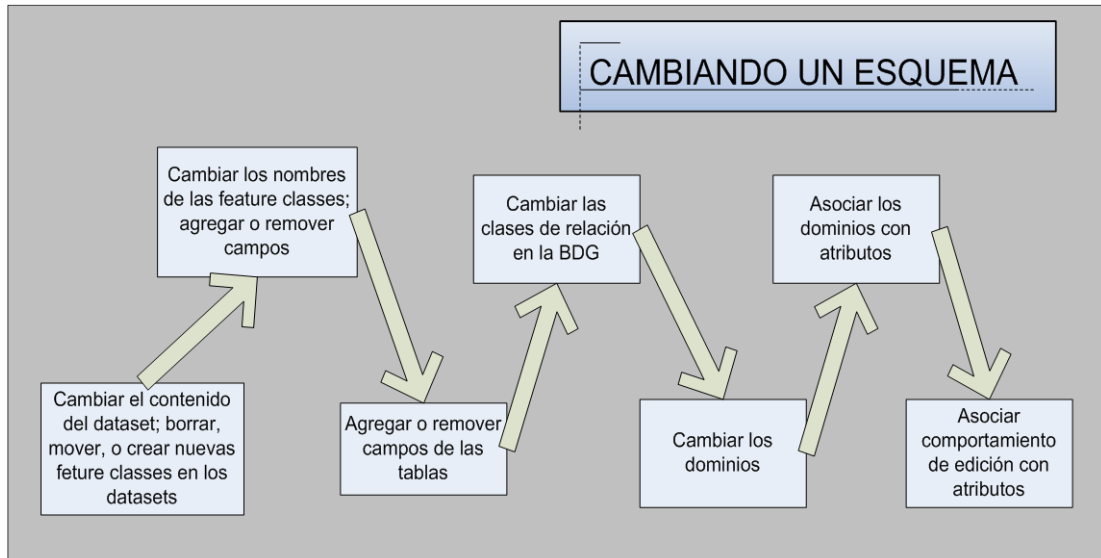 CAMBIANDO UN ESQUEMA
Cambiar el contenido
del dataset; borrar,
mover, o crear nuevas
feture classes en los
datasets
Cambiar los nombres
de las feature classes;
agregar o remover
campos
Agregar o remover
campos de las
tablas
Cambiar las
clases de relación
en la BDG
Cambiar los
dominios
Asociar los
dominios con
atributos
Asociar
comportamiento
de edición con
atributos